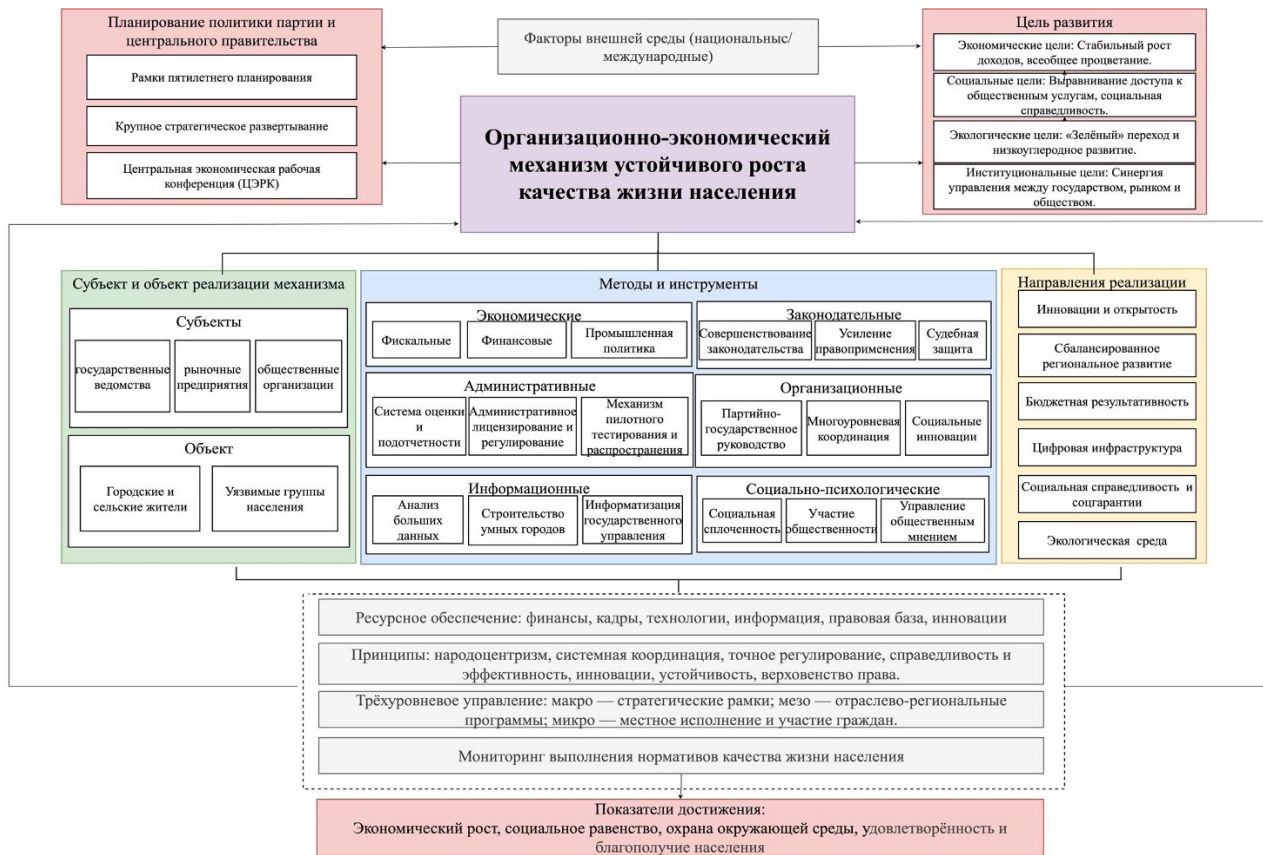 Планирование политики партии и
центрального правительства
Рамки пятилетнего планирования
Крупное стратегическое развертывание
Центральная экономическая рабочая
конференция (ЦЭРК)
Факторы внешней среды (национальные/
международные)
Цель развития
Экономические цели: Стабильный рост
доходов, всеобщее процветание.
Социальные цели: Выравнивание доступа к
общественным услугам, социальная
справедливость.
Экологические цели: «Зелёный» переход и
низкоуглеродное развитие.
Институциональные цели: Синергия
управления между государством, рынком и
обществом.
Организационно-экономический
механизм устойчивого роста
качества жизни населения
Субъект и объект реализации механизма
Субъекты
государственные
ведомства
рыночные
предприятия
общественные
организации
Объект
Городские и
сельские жители
Уязвимые группы
населения
Методы и инструменты
Экономические
Фискальные
Финансовые
Промышленная
политика
Законодательные
Совершенствование
законодательства
Усиление
правоприменения
Судебная
защита
Административные
Система оценки
и
подотчетности
Административное
лицензирование и
регулирование
Механизм
пилотного
тестирования и
распространения
Организационные
Партийно-
государственное
руководство
Многоуровневая
координация
Социальные
инновации
Информационные
Анализ
больших
данных
Строительство
умных городов
Информатизация
государственного
управления
Социально-психологические
Социальная
сплоченность
Участие
общественности
Управление
общественным
мнением
Направления реализации
Инновации и открытость
Сбалансированное
региональное развитие
Бюджетная результативность
Цифровая инфраструктура
Социальная справедливость и
соцгарантии
Экологическая среда
Ресурсное обеспечение: финансы, кадры, технологии, информация, правовая база, инновации
Принципы: народоцентризм, системная координация, точное регулирование, справедливость и
эффективность, инновации, устойчивость, верховенство права.
Трёхуровневое управление: макро — стратегические рамки; мезо — отраслево-региональные
программы; микро — местное исполнение и участие граждан.
Мониторинг выполнения нормативов качества жизни населения
Показатели достижения:
Экономический рост, социальное равенство, охрана окружающей среды, удовлетворённость и
благополучие населения